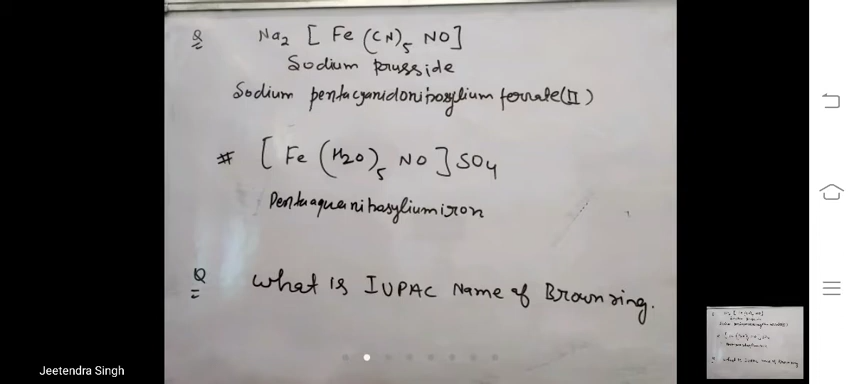 Q Na2 [ Fe (CN)5 NO]
Sodium prusside
Sodium pentacyanidonitrosylium ferrate(II)
# [ Fe (H2O)5 NO ] SO4
Pentaaquanitrosyliumiron
Q What is IUPAC Name of Brown ring.
Jeetendra Singh